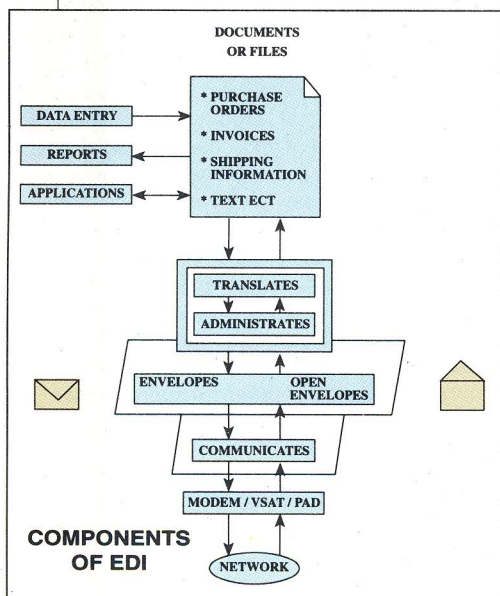 DOCUMENTS
OR FILES
* PURCHASE
ORDERS
* INVOICES
* SHIPPING
INFORMATION
* TEXT ECT
DATA ENTRY
REPORTS
APPLICATIONS
TRANSLATES
ADMINISTRATES
ENVELOPES
OPEN
ENVELOPES
COMMUNICATES
MODEM / VSAT / PAD
NETWORK
COMPONENTS
OF EDI